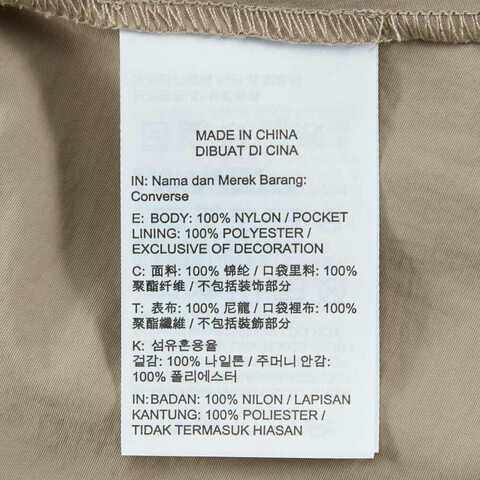 MADE IN CHINA
DIBUAT DI CINA
IN: Nama dan Merek Barang:
Converse
E: BODY: 100% NYLON / POCKET
LINING: 100% POLYESTER /
EXCLUSIVE OF DECORATION
C: 面料: 100% 锦纶 / 口袋里料: 100%
聚酯纤维 / 不包括装饰部分
T: 表布: 100% 尼龍 / 口袋裡布: 100%
聚酯纖維 / 不包括裝飾部分
K: 섬유혼용율
겉감: 100% 나일론 / 주머니 안감:
100% 폴리에스터
IN:BADAN: 100% NILON / LAPISAN
KANTUNG: 100% POLIESTER /
TIDAK TERMASUK HIASAN